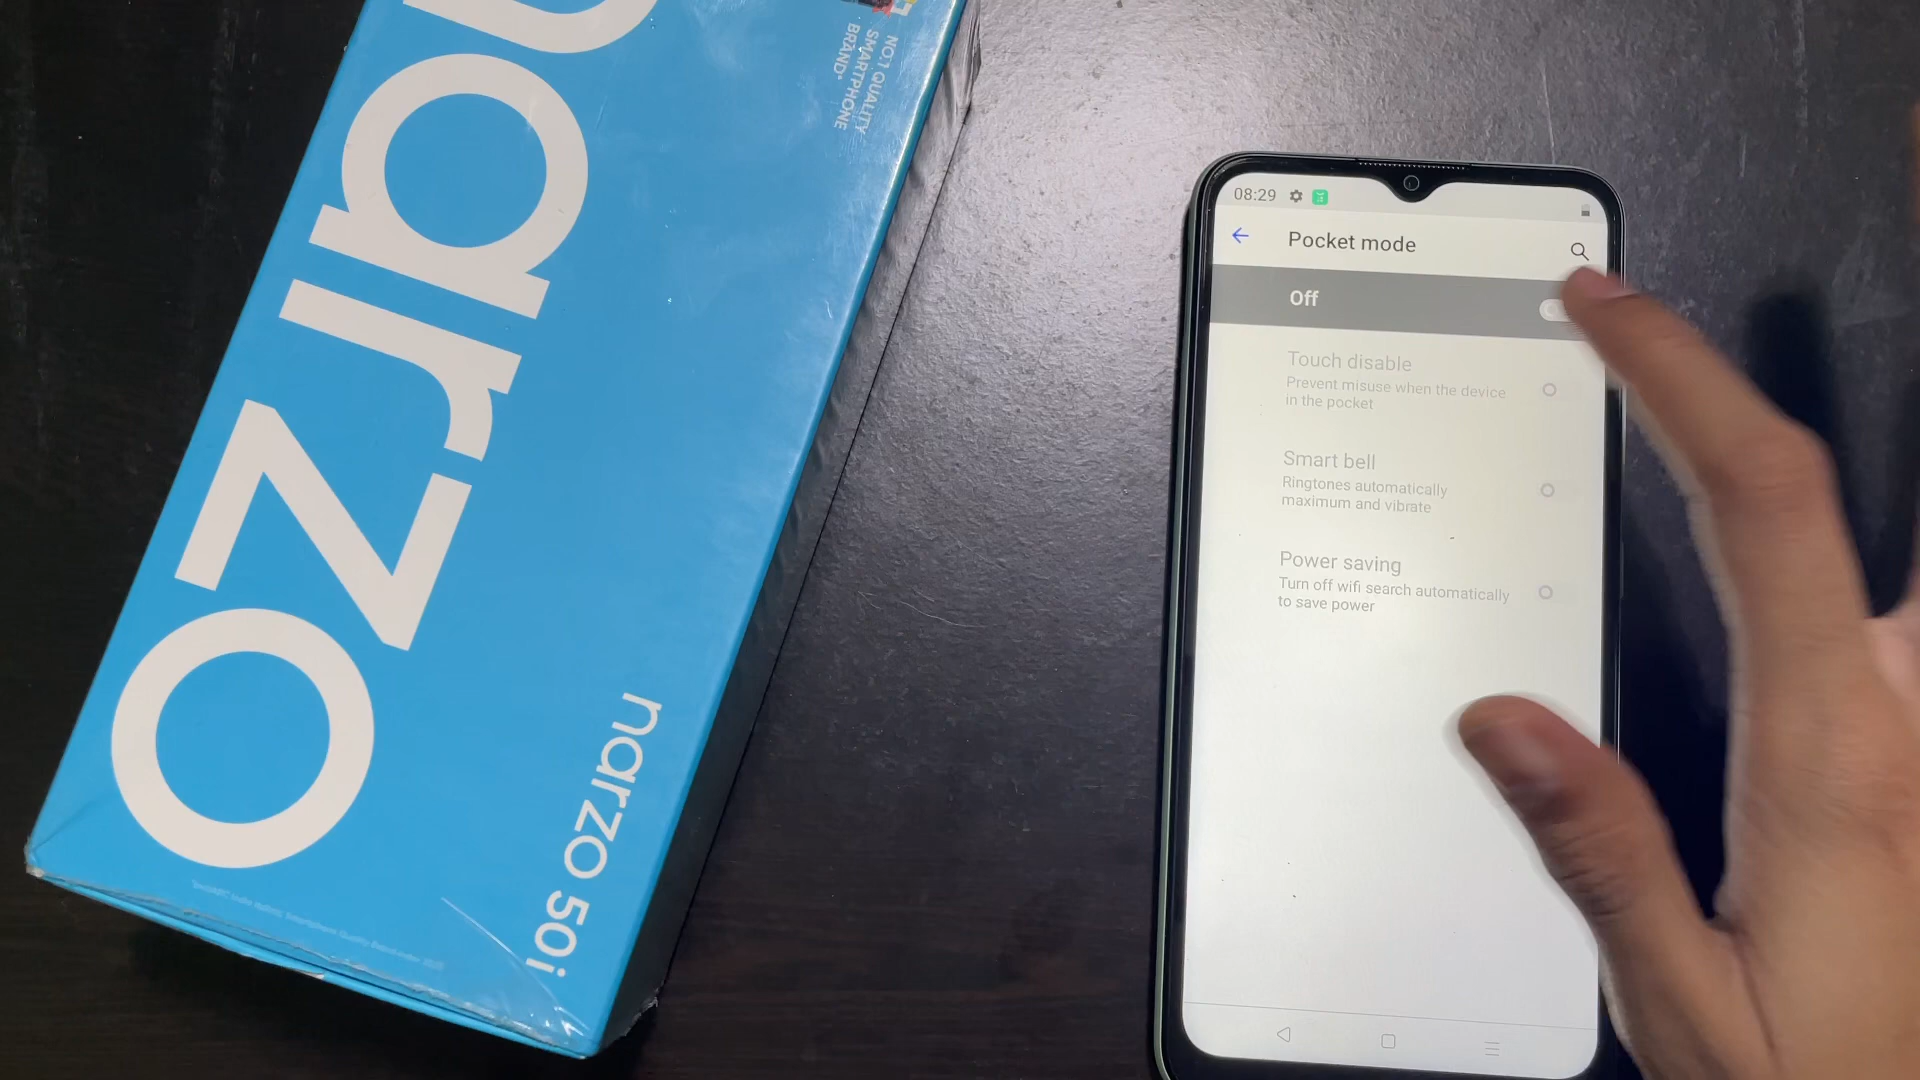 narzo
NO.1 QUALITY
SMARTPHONE
BRAND*
narzo 50i
08:29
Pocket mode
Off
Touch disable
Prevent misuse when the device
in the pocket
Smart bell
Ringtones automatically
maximum and vibrate
Power saving
Turn off wifi search automatically
to save power